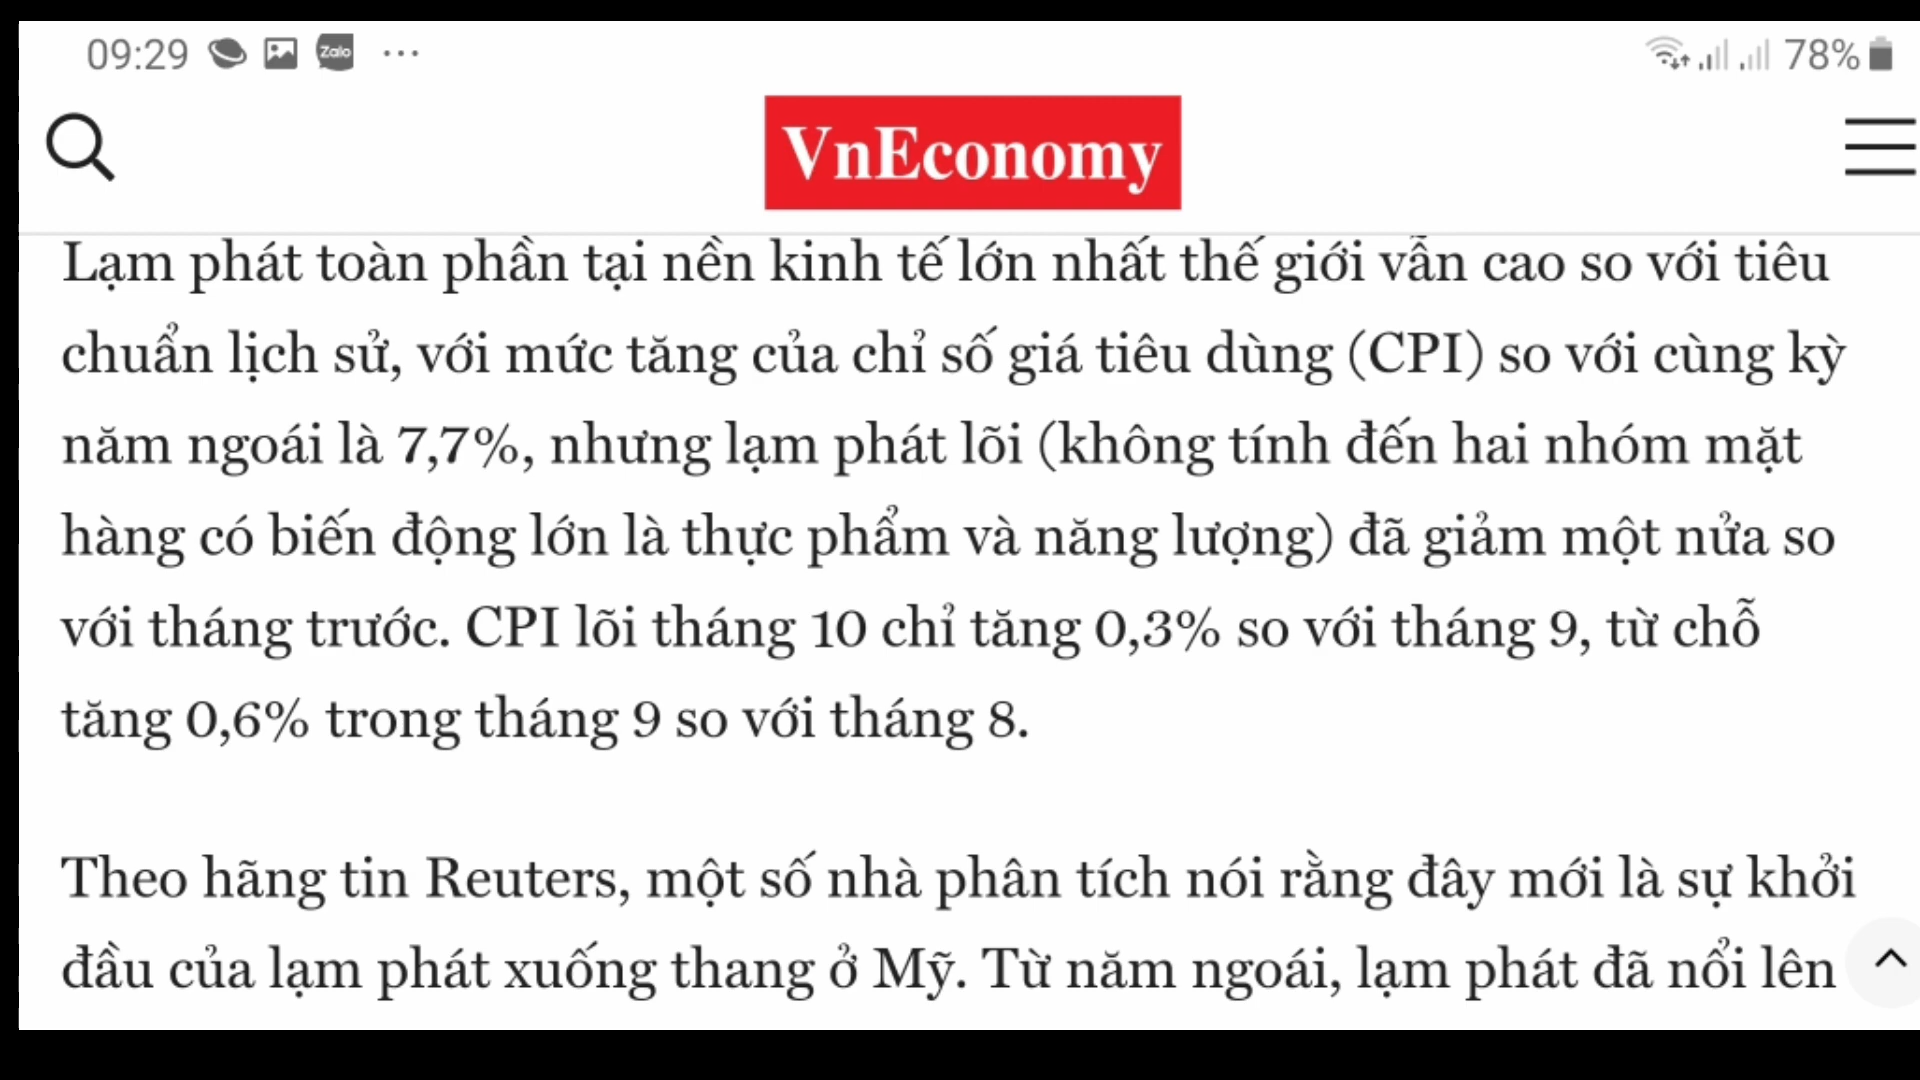 09:29 Zalo ... 78%
VnEconomy
Lạm phát toàn phần tại nền kinh tế lớn nhất thế giới vẫn cao so với tiêu
chuẩn lịch sử, với mức tăng của chỉ số giá tiêu dùng (CPI) so với cùng kỳ
năm ngoái là 7,7%, nhưng lạm phát lõi (không tính đến hai nhóm mặt
hàng có biến động lớn là thực phẩm và năng lượng) đã giảm một nửa so
với tháng trước. CPI lõi tháng 10 chỉ tăng 0,3% so với tháng 9, từ chỗ
tăng 0,6% trong tháng 9 so với tháng 8.
Theo hãng tin Reuters, một số nhà phân tích nói rằng đây mới là sự khởi
đầu của lạm phát xuống thang ở Mỹ. Từ năm ngoái, lạm phát đã nổi lên